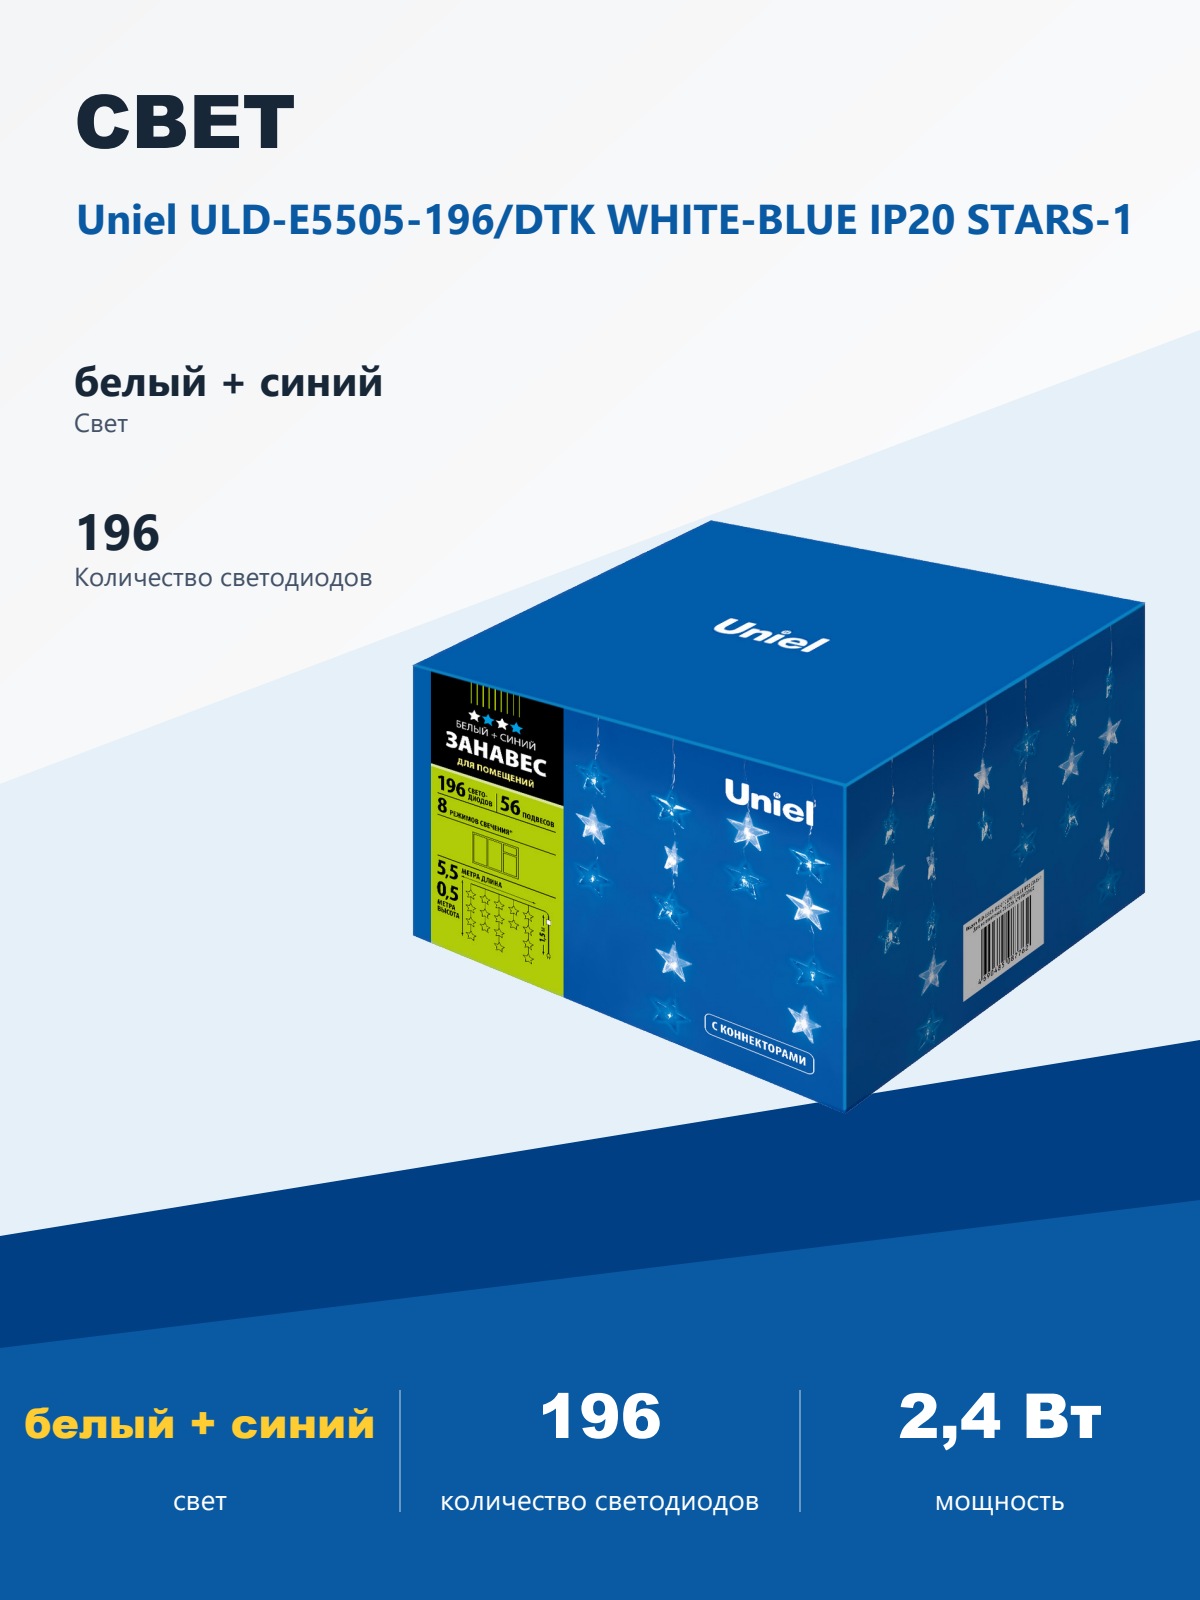 СВЕТ
Uniel ULD-E5505-196/DTK WHITE-BLUE IP20 STARS-1
белый + синий
Свет
196
Количество светодиодов
Uniel
БЕЛЫЙ + СИНИЙ
ЗАНАВЕС
ДЛЯ ПОМЕЩЕНИЙ
196 СВЕТО-ДИОДОВ 56 ПОДВЕСОВ
8 РЕЖИМОВ СВЕЧЕНИЯ*
5,5 МЕТРА ДЛИНА
0,5 МЕТРА ВЫСОТА
1,5 м
Uniel
С КОННЕКТОРАМИ
белый + синий
свет
196
количество светодиодов
2,4 Вт
мощность